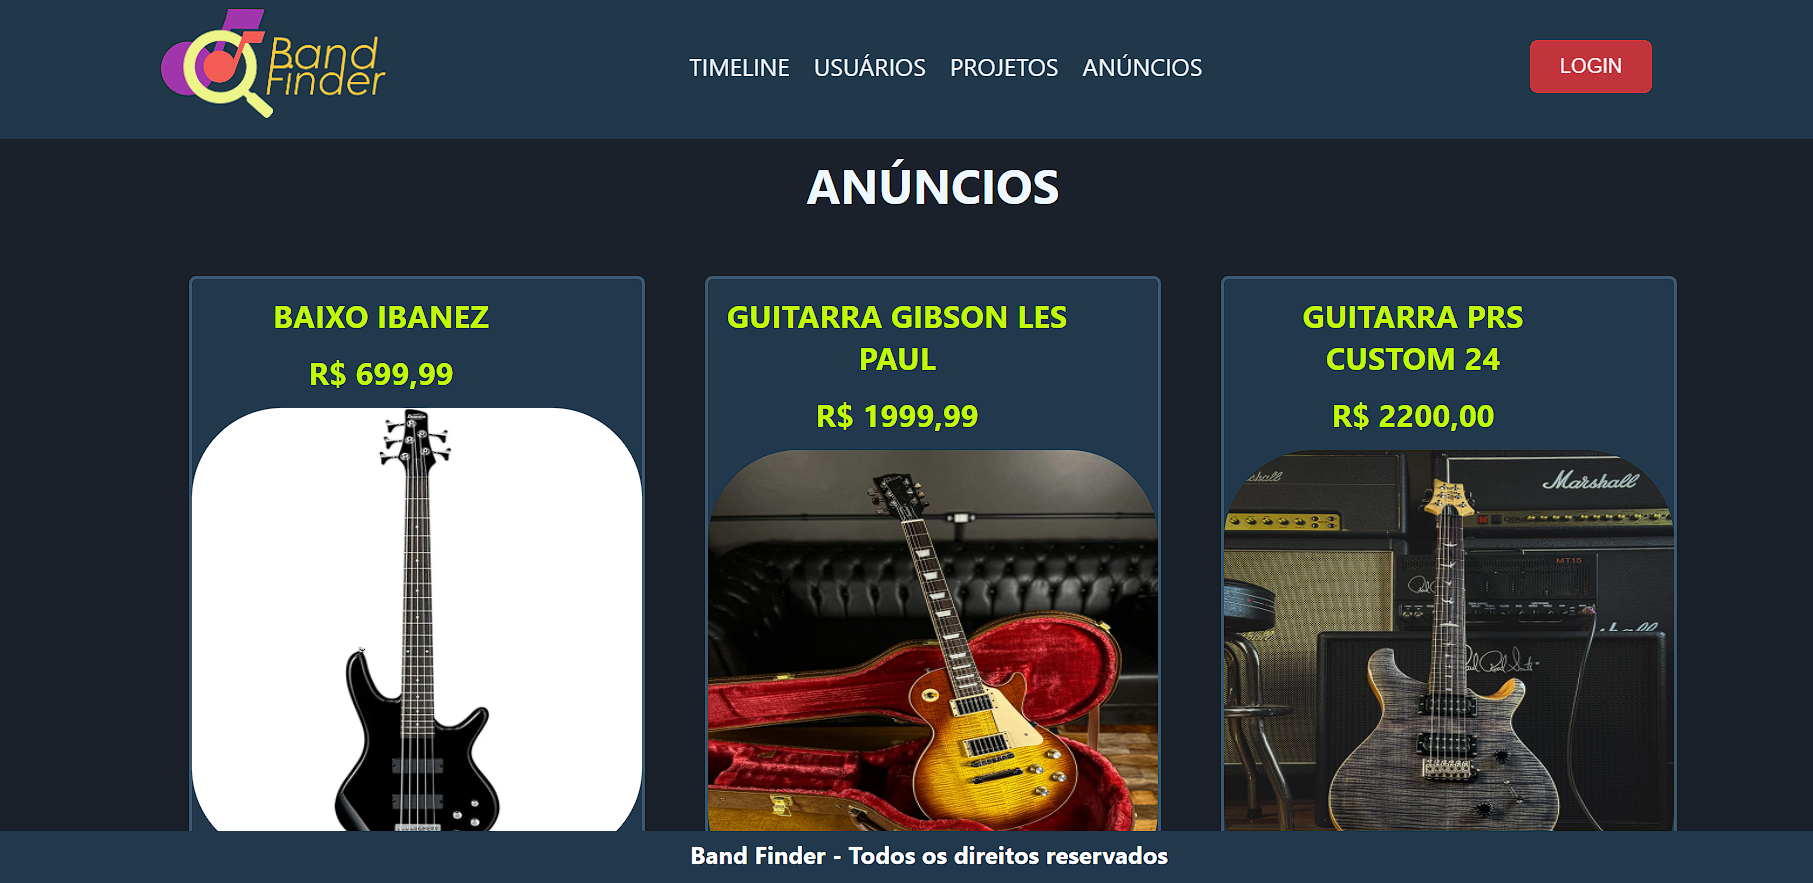 Band
Finder
TIMELINE USUÁRIOS PROJETOS ANÚNCIOS
LOGIN
ANÚNCIOS
BAIXO IBANEZ
R$ 699,99
GUITARRA GIBSON LES
PAUL
R$ 1999,99
GUITARRA PRS
CUSTOM 24
R$ 2200,00
Marshall
MT15
Band Finder - Todos os direitos reservados